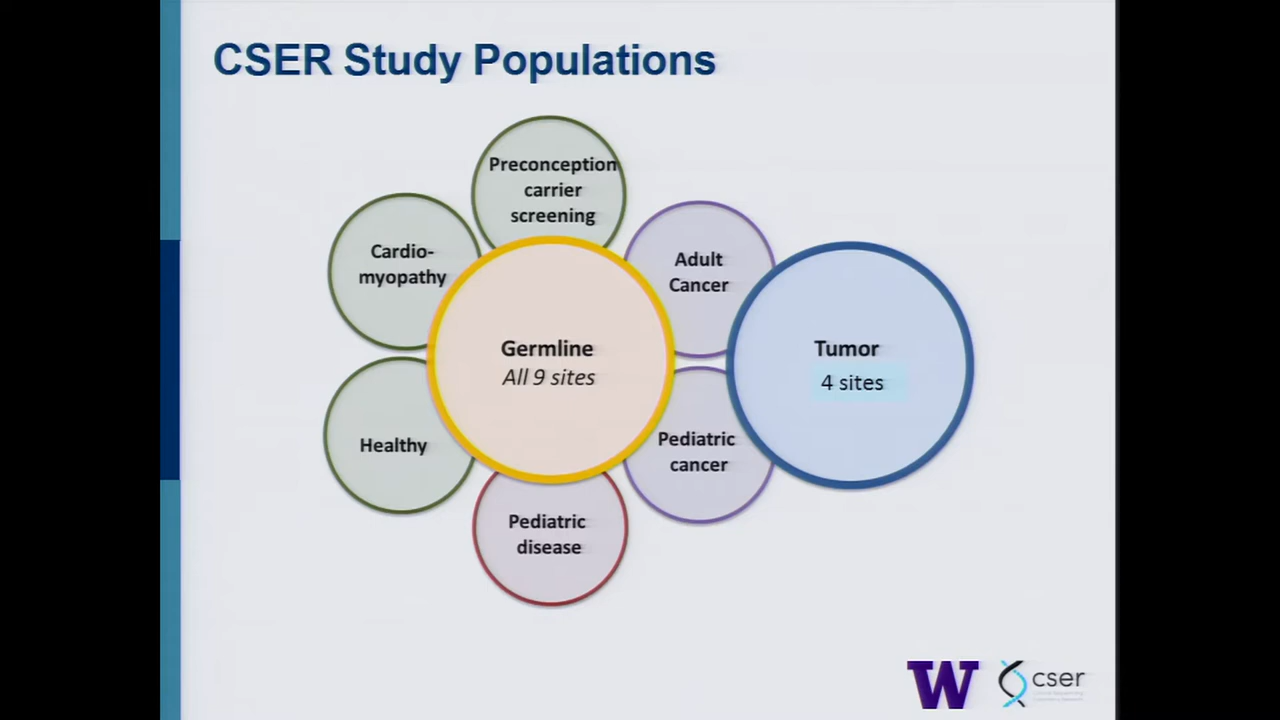 CSER Study Populations
Preconception
carrier
screening
Cardio-
myopathy
Adult
Cancer
Germline
All 9 sites
Tumor
4 sites
Healthy
Pediatric
cancer
Pediatric
disease
W
cser